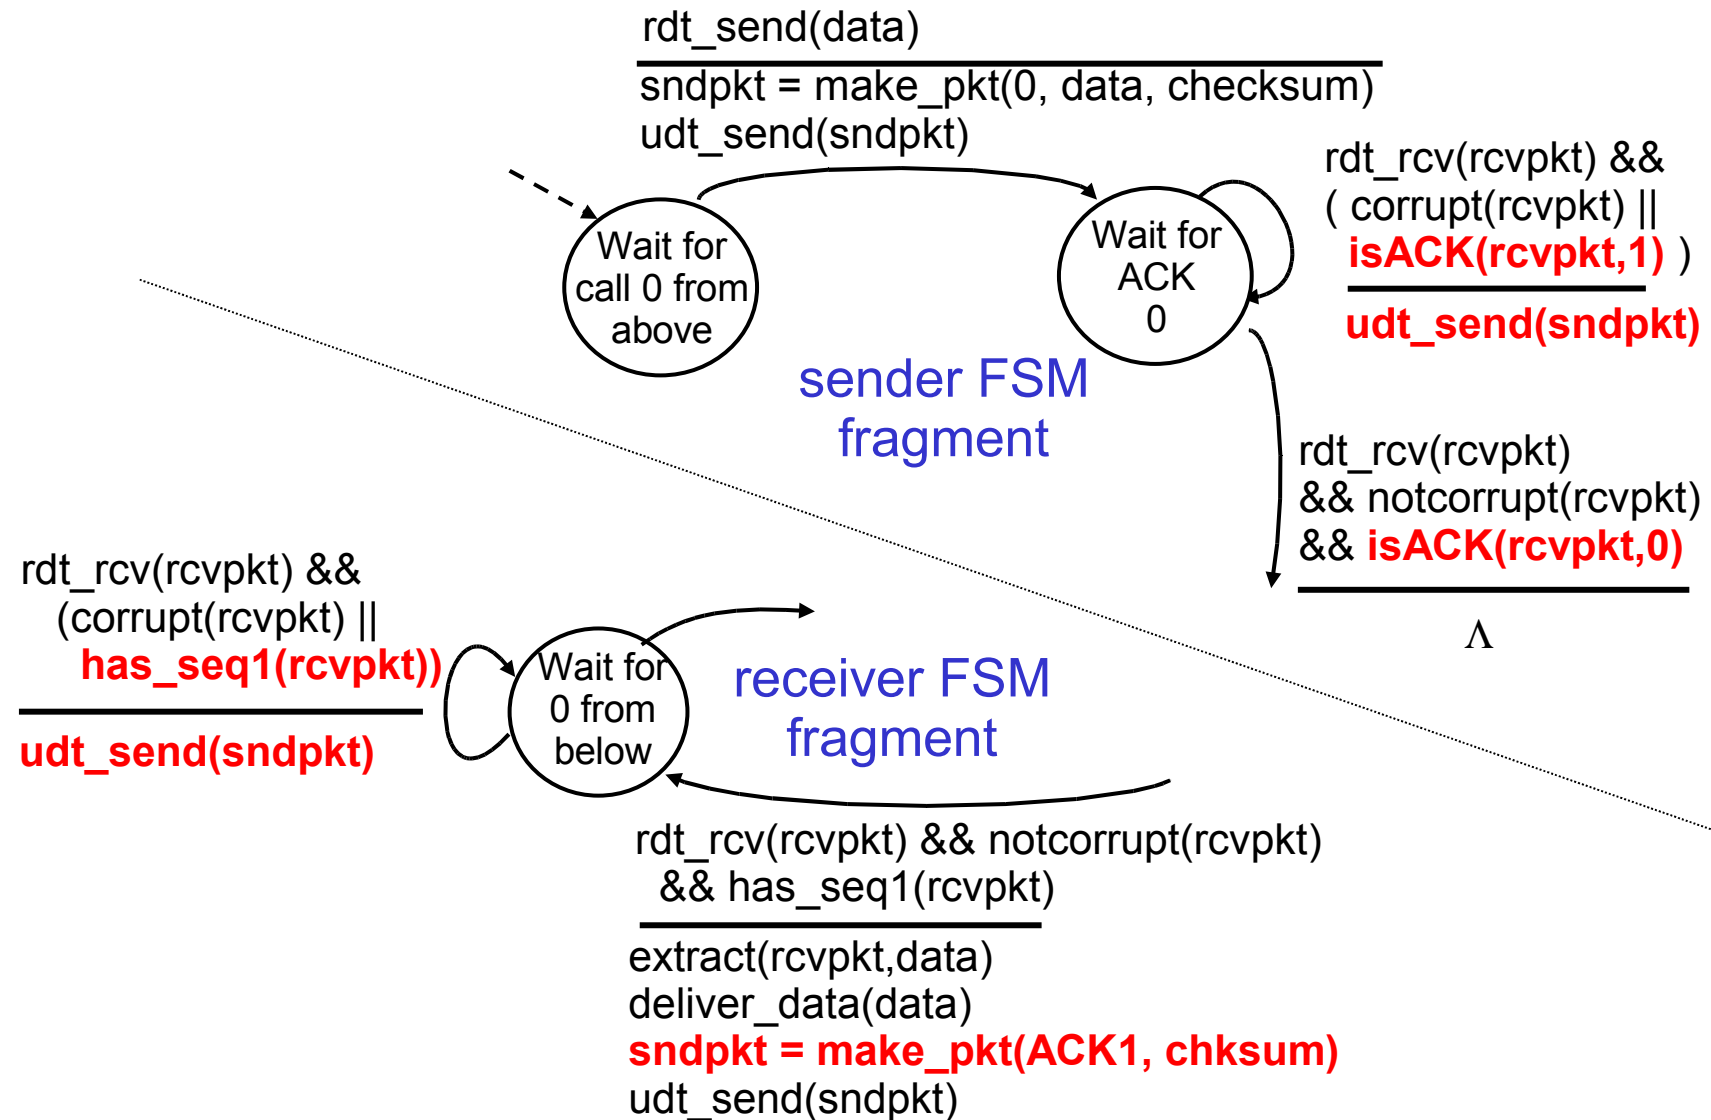 rdt_send(data)
sndpkt = make_pkt(0, data, checksum)
udt_send(sndpkt)
Wait for
call 0 from
above
Wait for
ACK
0
rdt_rcv(rcvpkt) &&
( corrupt(rcvpkt) ||
isACK(rcvpkt,1) )
udt_send(sndpkt)
sender FSM
fragment
rdt_rcv(rcvpkt)
&& notcorrupt(rcvpkt)
&& isACK(rcvpkt,0)
Λ
rdt_rcv(rcvpkt) &&
(corrupt(rcvpkt) ||
has_seq1(rcvpkt))
udt_send(sndpkt)
Wait for
0 from
below
receiver FSM
fragment
rdt_rcv(rcvpkt) && notcorrupt(rcvpkt)
&& has_seq1(rcvpkt)
extract(rcvpkt,data)
deliver_data(data)
sndpkt = make_pkt(ACK1, chksum)
udt_send(sndpkt)